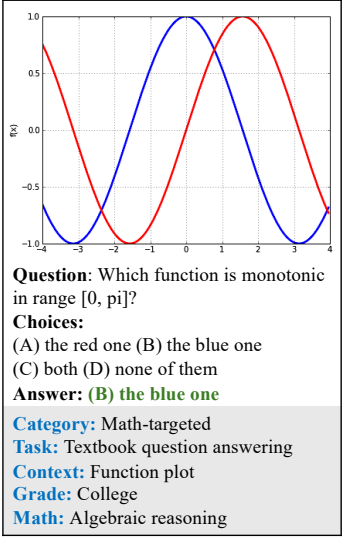 1.0
0.5
0.0
−0.5
−1.0
f(x)
−4 −3 −2 −1 0 1 2 3 4
Question: Which function is monotonic
in range [0, pi]?
Choices:
(A) the red one (B) the blue one
(C) both (D) none of them
Answer: (B) the blue one
Category: Math-targeted
Task: Textbook question answering
Context: Function plot
Grade: College
Math: Algebraic reasoning